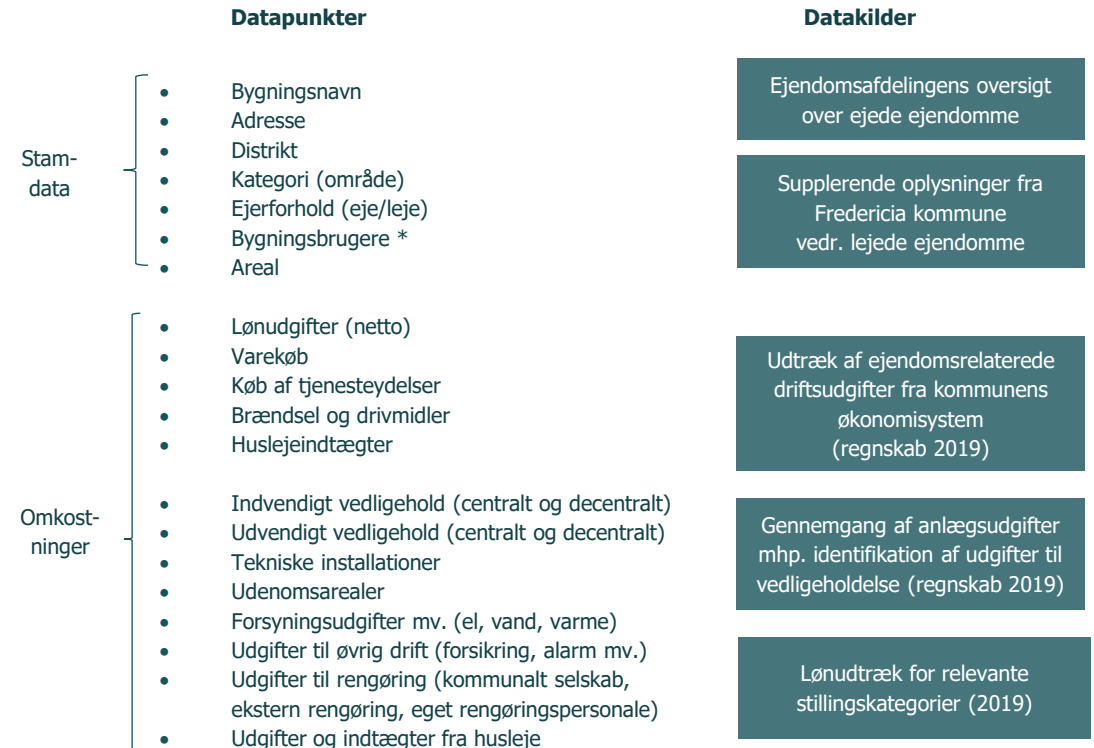 Datapunkter
Datakilder
Stam-
data
• Bygningsnavn
• Adresse
• Distrikt
• Kategori (område)
• Ejerforhold (eje/leje)
• Bygningsbrugere *
• Areal
Ejendomsafdelingens oversigt
over ejede ejendomme
Supplerende oplysninger fra
Fredericia kommune
vedr. lejede ejendomme
Omkost-
ninger
• Lønudgifter (netto)
• Varekøb
• Køb af tjenesteydelser
• Brændsel og drivmidler
• Huslejeindtægter
• Indvendigt vedligehold (centralt og decentralt)
• Udvendigt vedligehold (centralt og decentralt)
• Tekniske installationer
• Udenomsarealer
• Forsyningsudgifter mv. (el, vand, varme)
• Udgifter til øvrig drift (forsikring, alarm mv.)
• Udgifter til rengøring (kommunalt selskab,
ekstern rengøring, eget rengøringspersonale)
• Udgifter og indtægter fra husleje
Udtræk af ejendomsrelaterede
driftsudgifter fra kommunens
økonomisystem
(regnskab 2019)
Gennemgang af anlægsudgifter
mhp. identifikation af udgifter til
vedligeholdelse (regnskab 2019)
Lønudtræk for relevante
stillingskategorier (2019)